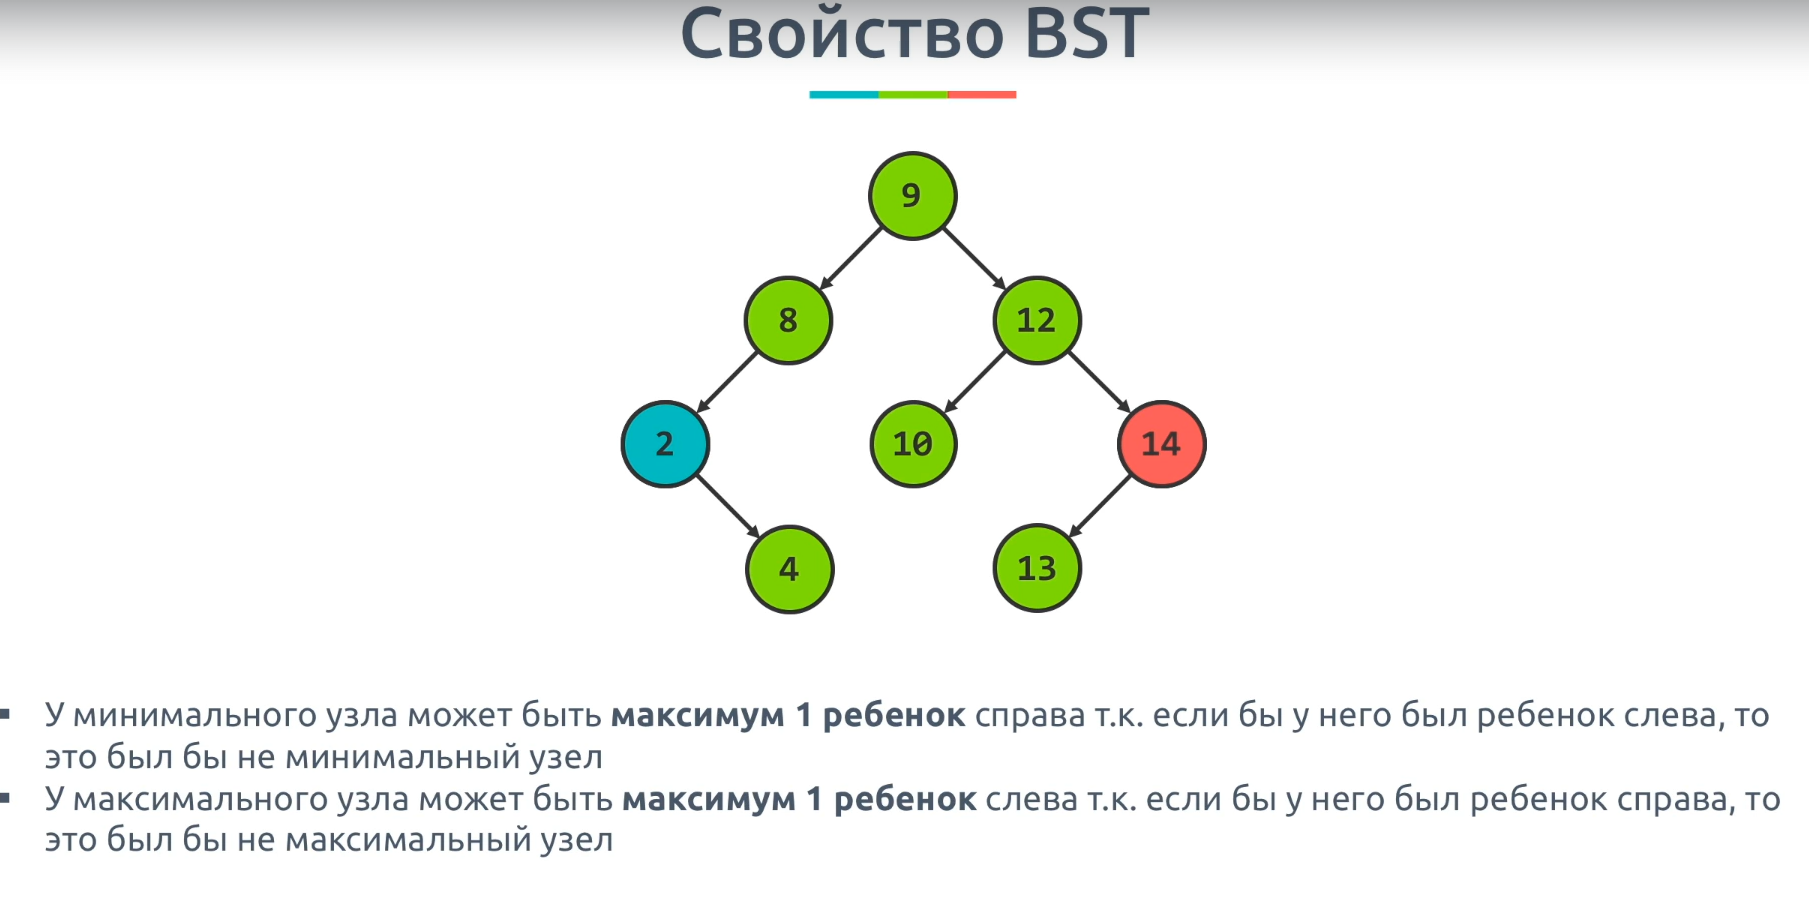 Свойство BST
9
8
12
2
10
14
4
13
▪ У минимального узла может быть максимум 1 ребенок справа т.к. если бы у него был ребенок слева, то
это был бы не минимальный узел
▪ У максимального узла может быть максимум 1 ребенок слева т.к. если бы у него был ребенок справа, то
это был бы не максимальный узел